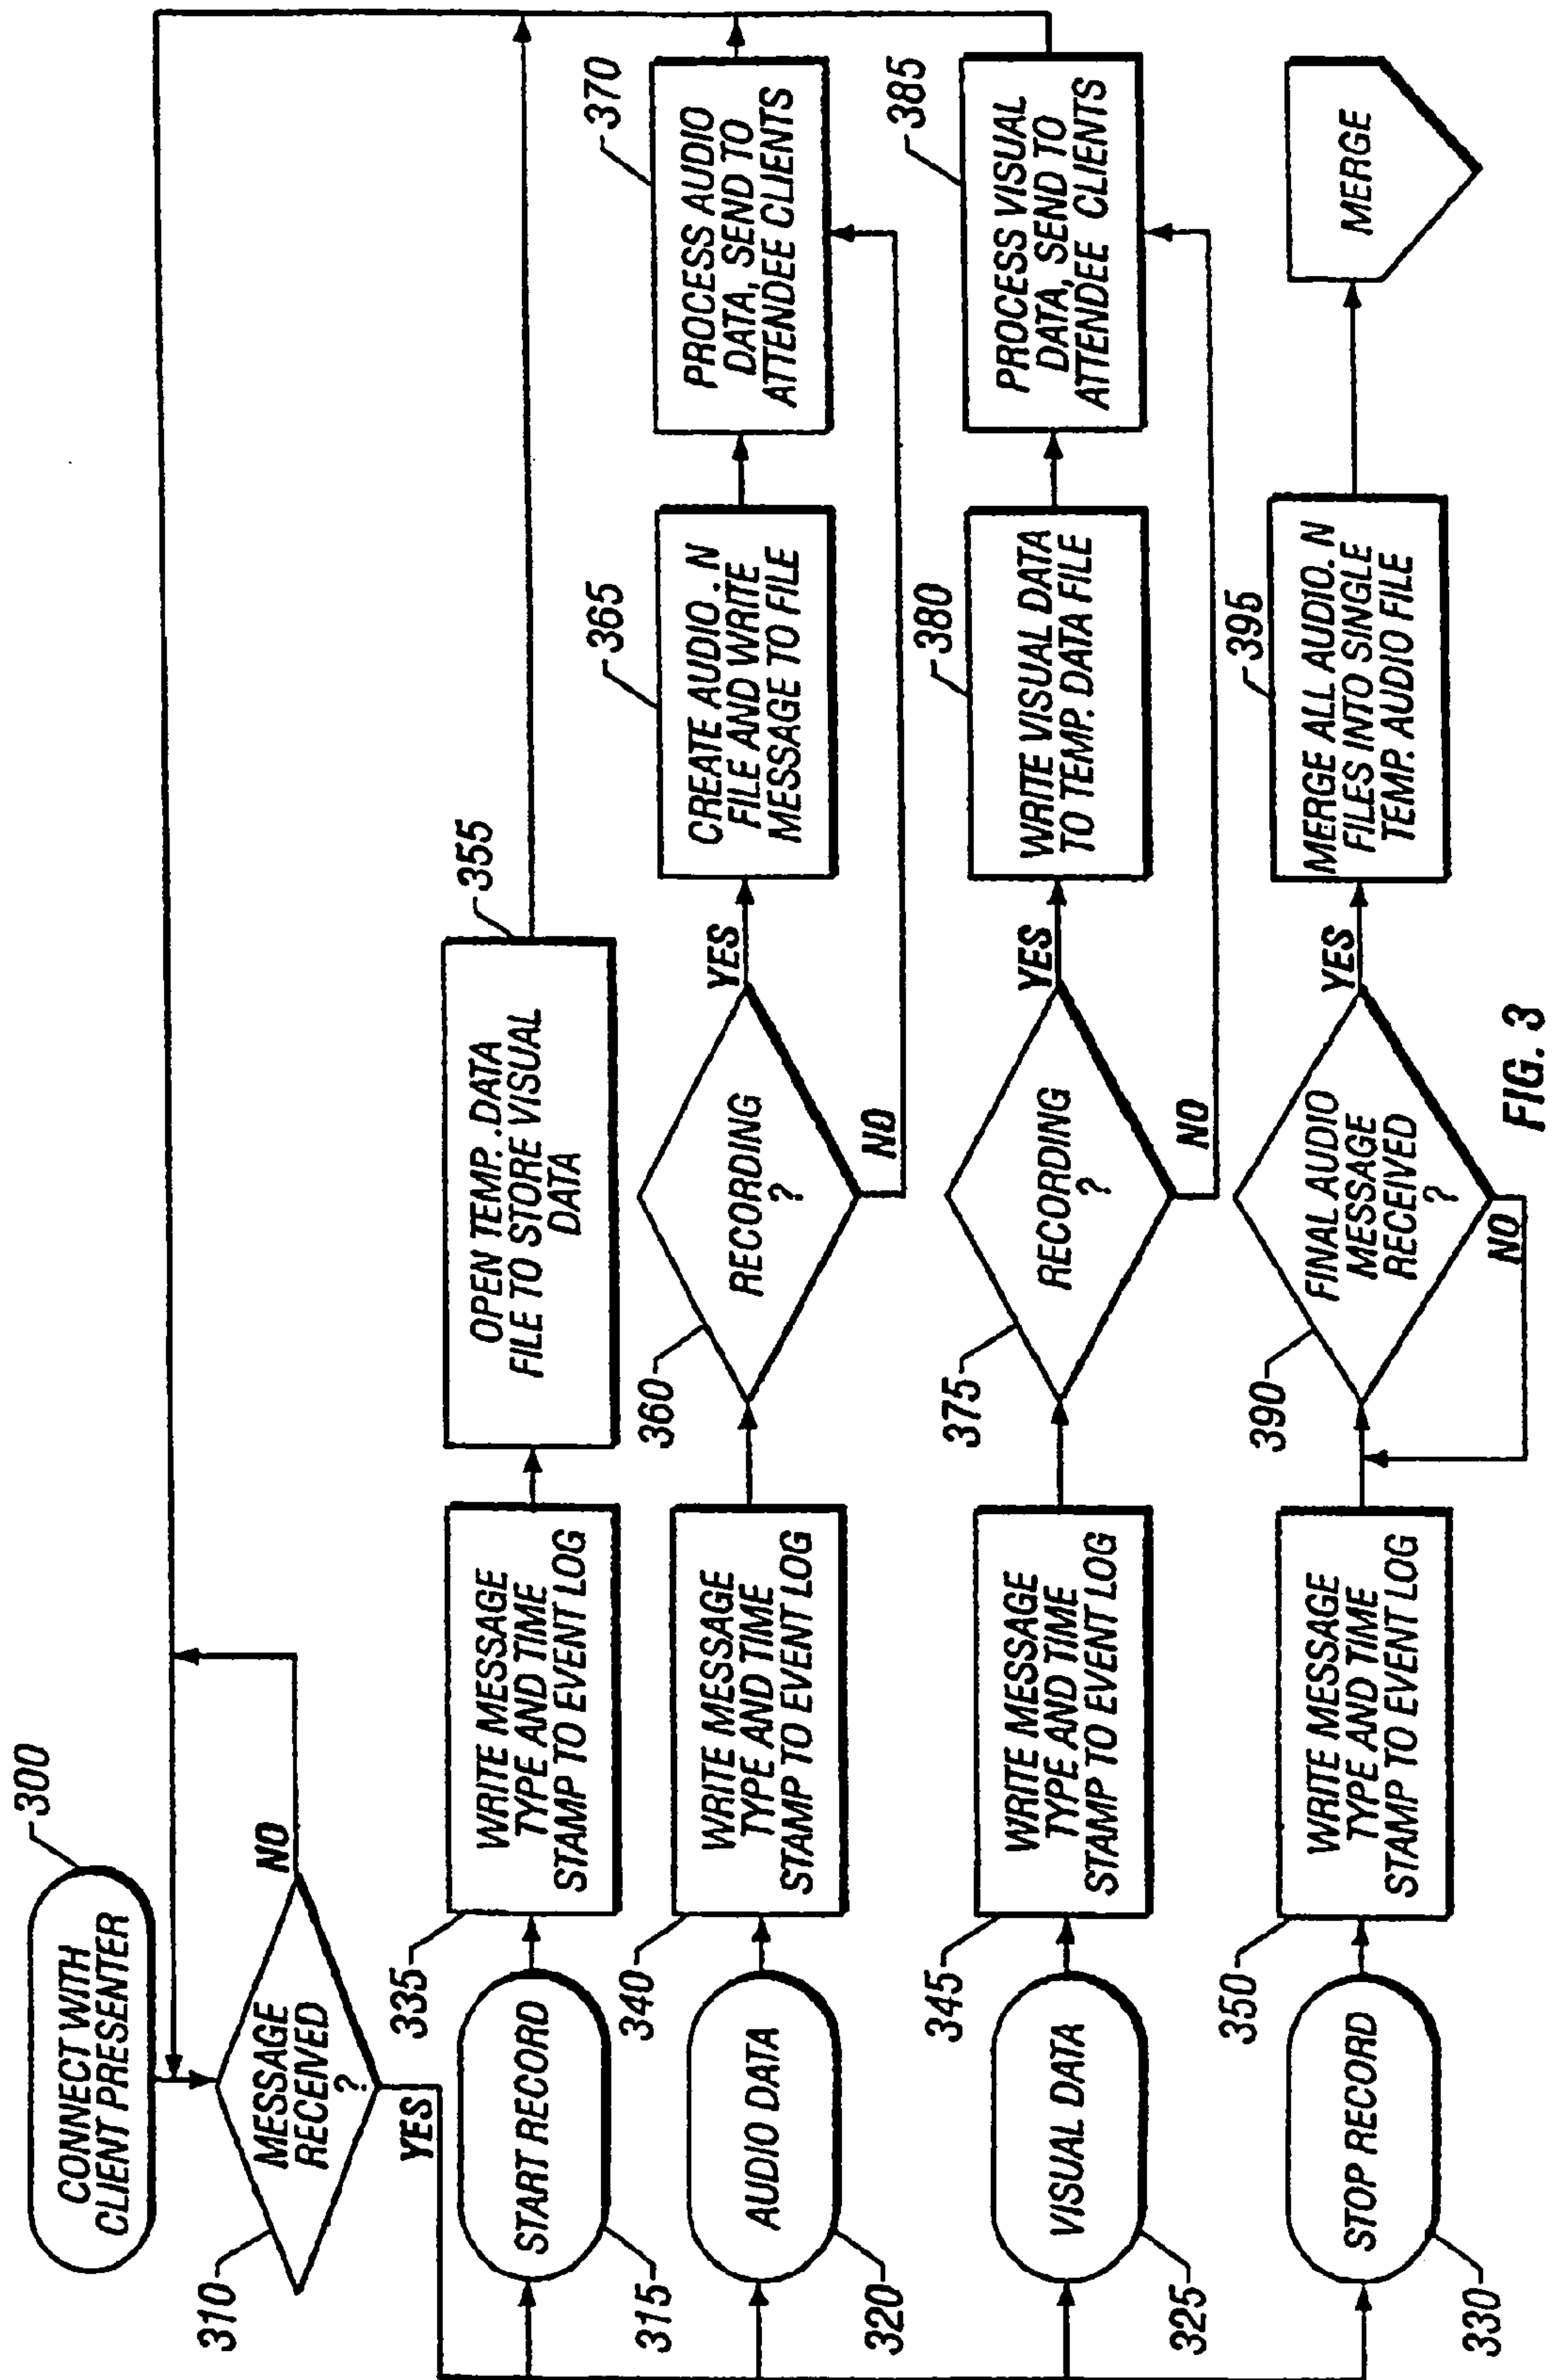 300
CONNECT WITH
CLIENT PRESENTER
310
MESSAGE
RECEIVED
?
NO
YES
315
START RECORD
335
WRITE MESSAGE
TYPE AND TIME
STAMP TO EVENT LOG
355
OPEN TEMP. .DATA
FILE TO STORE VISUAL
DATA
320
AUDIO DATA
340
WRITE MESSAGE
TYPE AND TIME
STAMP TO EVENT LOG
360
RECORDING
?
YES
NO
365
CREATE AUDIO . N
FILE AND WRITE
MESSAGE TO FILE
370
PROCESS AUDIO
DATA, SEND TO
ATTENDEE CLIENTS
325
VISUAL DATA
345
WRITE MESSAGE
TYPE AND TIME
STAMP TO EVENT LOG
375
RECORDING
?
YES
NO
380
WRITE VISUAL DATA
TO TEMP. DATA FILE
385
PROCESS VISUAL
DATA, SEND TO
ATTENDEE CLIENTS
330
STOP RECORD
350
WRITE MESSAGE
TYPE AND TIME
STAMP TO EVENT LOG
390
FINAL AUDIO
MESSAGE
RECEIVED
?
YES
NO
395
MERGE ALL AUDIO. N
FILES INTO SINGLE
TEMP. AUDIO FILE
MERGE
FIG. 3